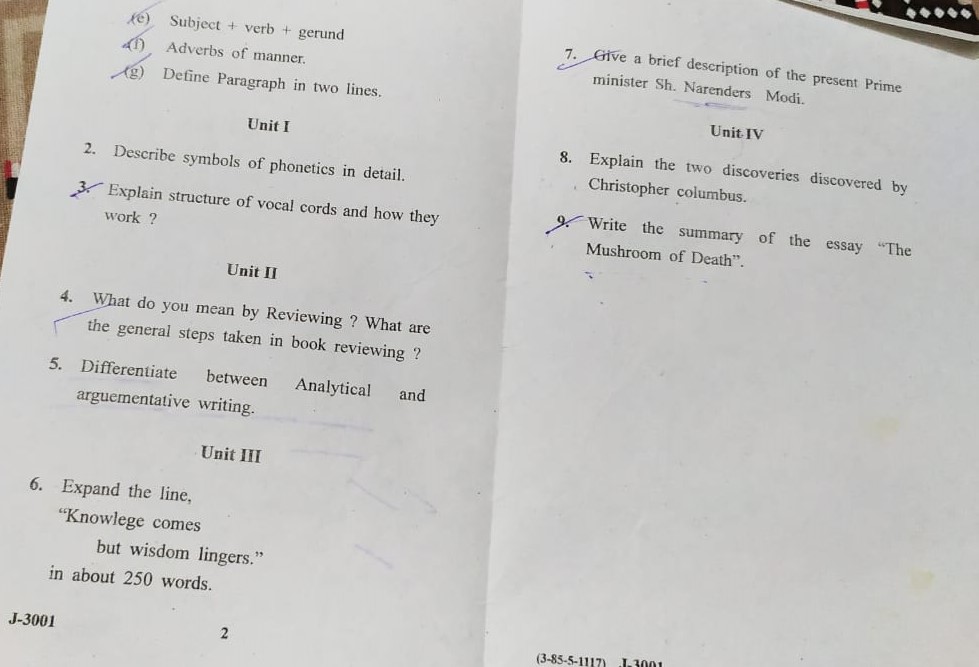 (e) Subject + verb + gerund
(f) Adverbs of manner.
(g) Define Paragraph in two lines.
Unit I
2. Describe symbols of phonetics in detail.
3. Explain structure of vocal cords and how they
work ?
Unit II
4. What do you mean by Reviewing ? What are
the general steps taken in book reviewing ?
5. Differentiate between Analytical and
arguementative writing.
Unit III
6. Expand the line,
“Knowlege comes
but wisdom lingers.”
in about 250 words.
J-3001
2
7. Give a brief description of the present Prime
minister Sh. Narenders Modi.
Unit IV
8. Explain the two discoveries discovered by
Christopher columbus.
9. Write the summary of the essay “The
Mushroom of Death”.
(3-85-5-1117) J-3001